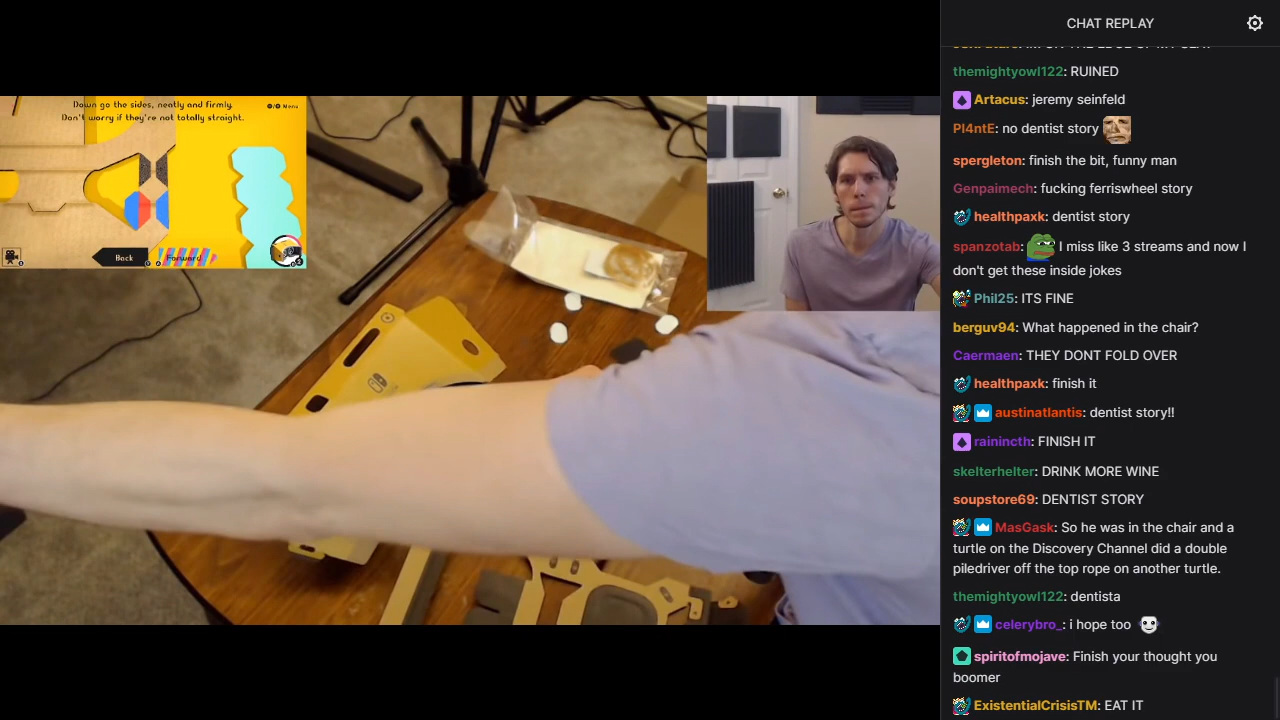 Down go the sides, neatly and firmly.
Don't worry if they're not totally straight.
Menu
Back
Forward
CHAT REPLAY
themightyowl122: RUINED
Artacus: jeremy seinfeld
Pl4ntE: no dentist story
spergleton: finish the bit, funny man
Genpaimech: fucking ferriswheel story
healthpaxk: dentist story
spanzotab: I miss like 3 streams and now I
don't get these inside jokes
Phil25: ITS FINE
berguv94: What happened in the chair?
Caermaen: THEY DONT FOLD OVER
healthpaxk: finish it
austinatlantis: dentist story!!
rainincth: FINISH IT
skelterhelter: DRINK MORE WINE
soupstore69: DENTIST STORY
MasGask: So he was in the chair and a
turtle on the Discovery Channel did a double
piledriver off the top rope on another turtle.
themightyowl122: dentista
celerybro_: i hope too
spiritofmojave: Finish your thought you
boomer
ExistentialCrisisTM: EAT IT